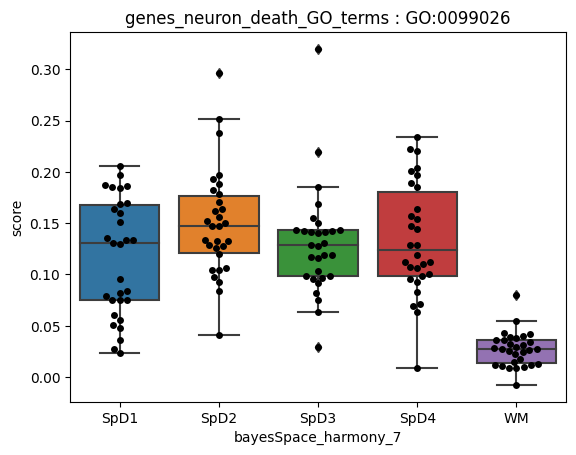 genes_neuron_death_GO_terms : GO:0099026
score
0.30
0.25
0.20
0.15
0.10
0.05
0.00
SpD1 SpD2 SpD3 SpD4 WM
bayesSpace_harmony_7